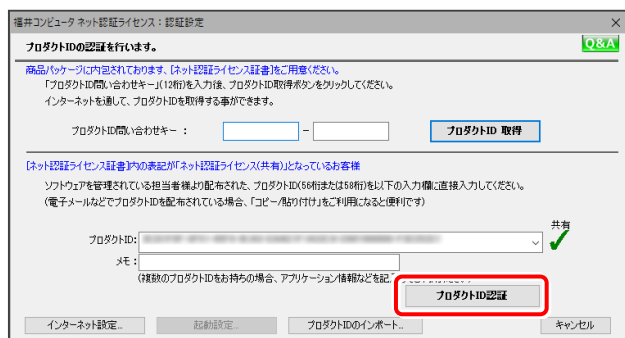 福井コンピュータ ネット認証ライセンス：認証設定
プロダクトIDの認証を行います。
Q&A
商品パッケージに内包されております、[ネット認証ライセンス証書]をご用意ください。
「プロダクトID問い合わせキー」(12桁)を入力後、プロダクトID取得ボタンをクリックしてください。
インターネットを通して、プロダクトIDを取得する事ができます。
プロダクトID問い合わせキー ：
－
プロダクトID 取得
[ネット認証ライセンス証書]内の表記が「ネット認証ライセンス(共有)」となっているお客様
ソフトウェアを管理されている担当者様より配布された、プロダクトID(56桁または58桁)を以下の入力欄に直接入力してください。
(電子メールなどでプロダクトIDを配布されている場合、「コピー/貼り付け」をご利用になると便利です)
共有
プロダクトID:
メモ：
(複数のプロダクトIDをお持ちの場合、アプリケーション情報などを記
プロダクトID認証
インターネット設定...
起動設定...
プロダクトIDのインポート...
キャンセル